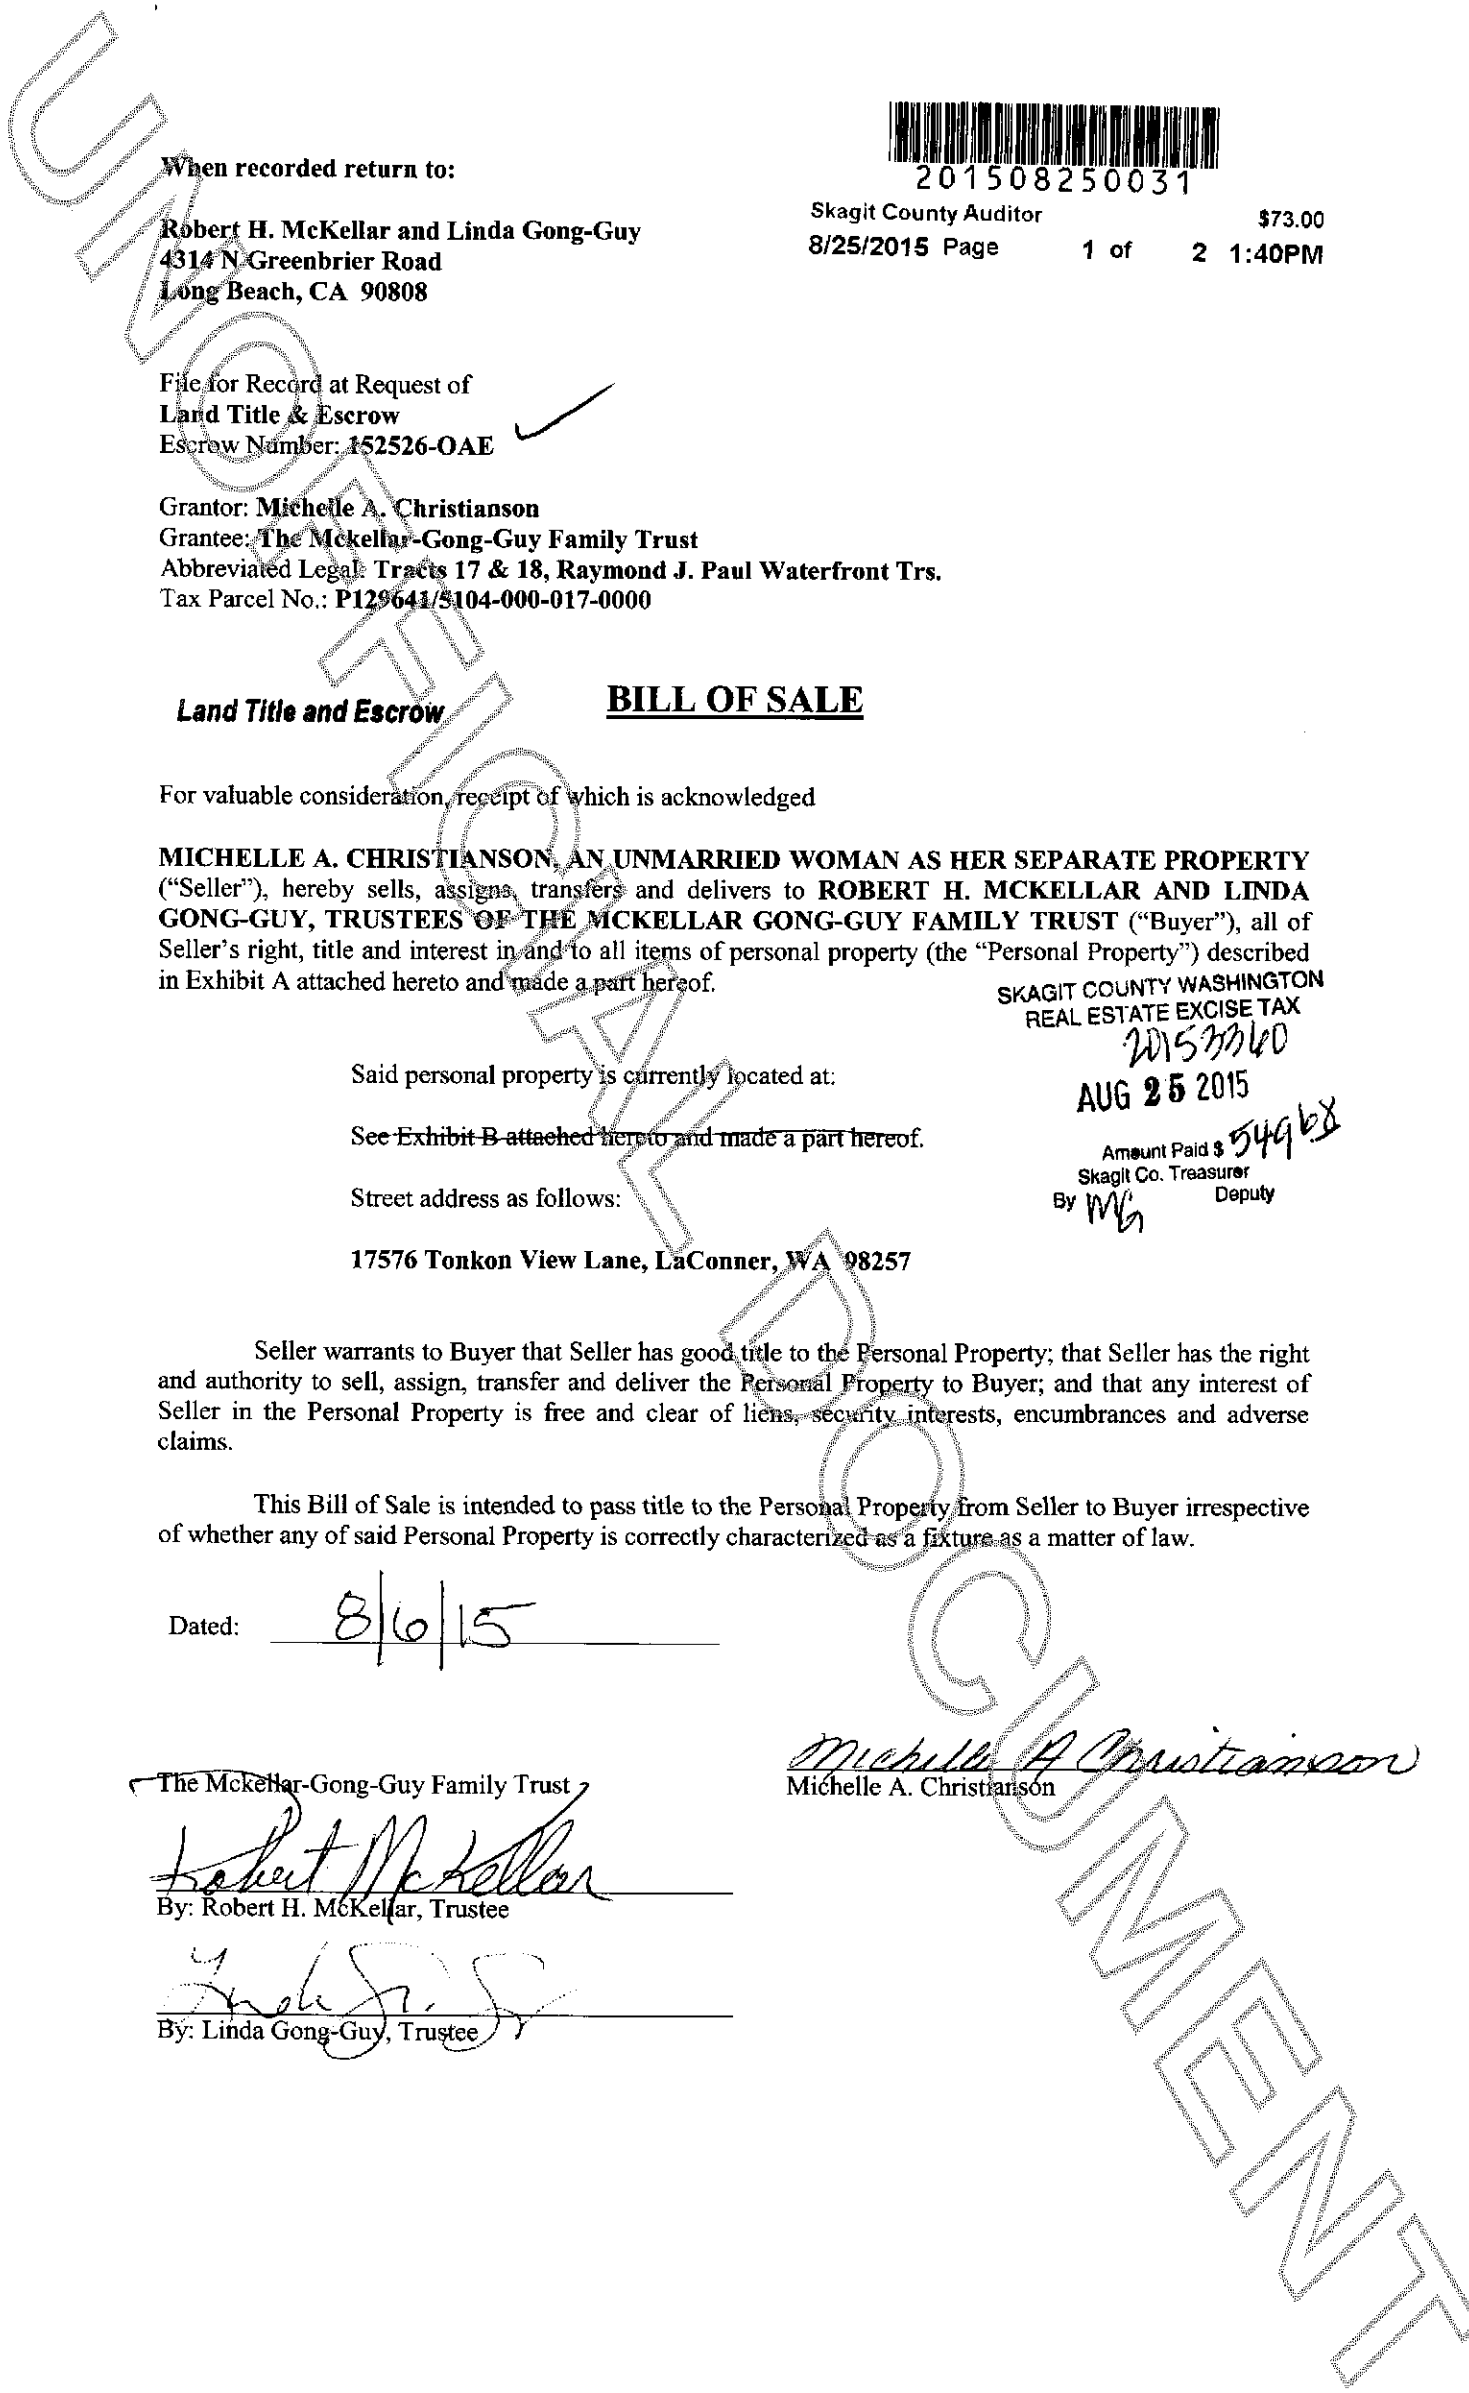 When recorded return to:
201508250031
Skagit County Auditor $73.00
8/25/2015 Page 1 of 2 1:40PM
Robert H. McKellar and Linda Gong-Guy
4314 N Greenbrier Road
Long Beach, CA 90808
File for Record at Request of
Land Title & Escrow
Escrow Number: 152526-OAE
Grantor: Michelle A. Christianson
Grantee: The Mckellar-Gong-Guy Family Trust
Abbreviated Legal: Tracts 17 & 18, Raymond J. Paul Waterfront Trs.
Tax Parcel No.: P129641/5104-000-017-0000
Land Title and Escrow
BILL OF SALE
For valuable consideration, receipt of which is acknowledged
MICHELLE A. CHRISTIANSON, AN UNMARRIED WOMAN AS HER SEPARATE PROPERTY
("Seller"), hereby sells, assigns, transfers and delivers to ROBERT H. MCKELLAR AND LINDA
GONG-GUY, TRUSTEES OF THE MCKELLAR GONG-GUY FAMILY TRUST ("Buyer"), all of
Seller's right, title and interest in and to all items of personal property (the "Personal Property") described
in Exhibit A attached hereto and made a part hereof.
SKAGIT COUNTY WASHINGTON
REAL ESTATE EXCISE TAX
20153360
AUG 25 2015
Amount Paid $ 549.68
Skagit Co. Treasurer
By MG Deputy
Said personal property is currently located at:
See Exhibit B attached hereto and made a part hereof.
Street address as follows:
17576 Tonkon View Lane, LaConner, WA 98257
Seller warrants to Buyer that Seller has good title to the Personal Property; that Seller has the right
and authority to sell, assign, transfer and deliver the Personal Property to Buyer; and that any interest of
Seller in the Personal Property is free and clear of liens, security interests, encumbrances and adverse
claims.
This Bill of Sale is intended to pass title to the Personal Property from Seller to Buyer irrespective
of whether any of said Personal Property is correctly characterized as a fixture as a matter of law.
Dated: 8/6/15
Michelle A Christianson
Michelle A. Christianson
The Mckellar-Gong-Guy Family Trust
Robert McKellar
By: Robert H. McKellar, Trustee
By: Linda Gong-Guy, Trustee
UNOFFICIAL DOCUMENT